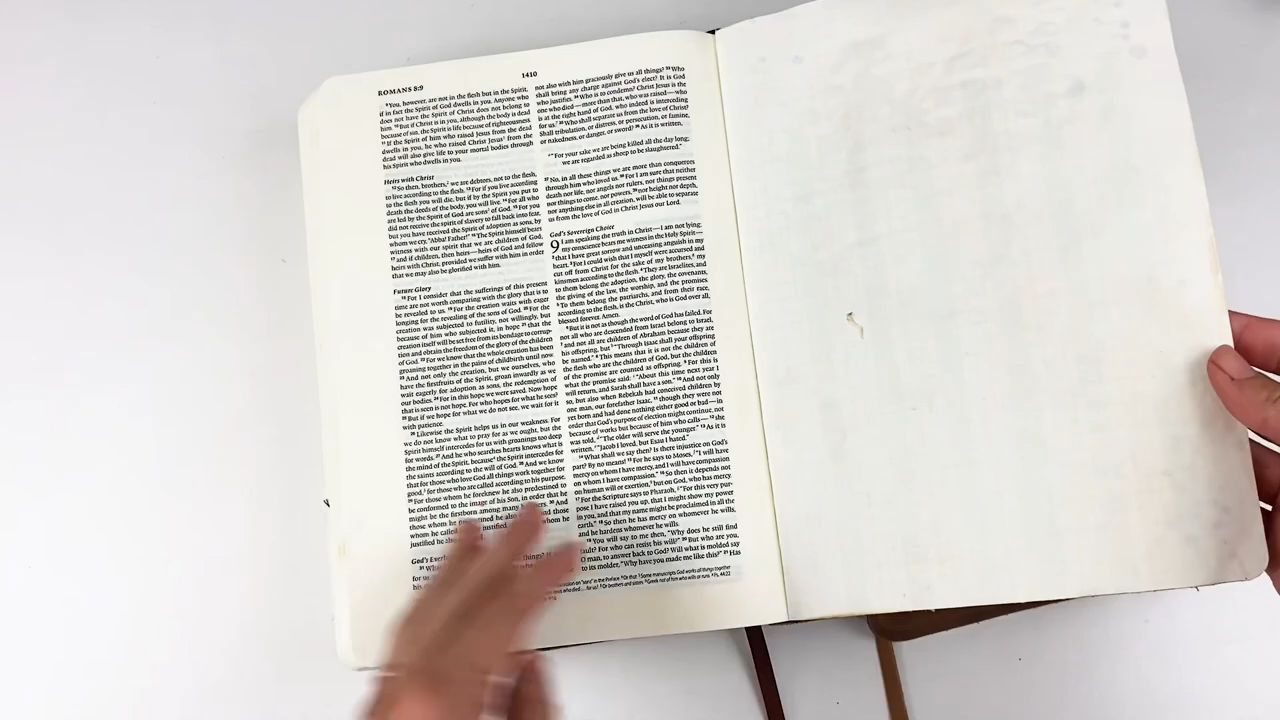 ROMANS 8:9
1410
⁹You, however, are not in the flesh but in the Spirit,
if in fact the Spirit of God dwells in you. Anyone who
does not have the Spirit of Christ does not belong to
him. ¹⁰But if Christ is in you, although the body is dead
because of sin, the Spirit is life because of righteousness.
¹¹If the Spirit of him who raised Jesus from the dead
dwells in you, he who raised Christ Jesus from the
dead will also give life to your mortal bodies through
his Spirit who dwells in you.
Heirs with Christ
¹²So then, brothers, we are debtors, not to the flesh,
to live according to the flesh. ¹³For if you live according
to the flesh you will die, but if by the Spirit you put to
death the deeds of the body, you will live. ¹⁴For all who
are led by the Spirit of God are sons of God. ¹⁵For you
did not receive the spirit of slavery to fall back into fear,
but you have received the Spirit of adoption as sons, by
whom we cry, "Abba! Father!" ¹⁶The Spirit himself bears
witness with our spirit that we are children of God,
¹⁷and if children, then heirs—heirs of God and fellow
heirs with Christ, provided we suffer with him in order
that we may also be glorified with him.
Future Glory
¹⁸For I consider that the sufferings of this present
time are not worth comparing with the glory that is to
be revealed to us. ¹⁹For the creation waits with eager
longing for the revealing of the sons of God. ²⁰For the
creation was subjected to futility, not willingly, but
because of him who subjected it, in hope ²¹that the
creation itself will be set free from its bondage to corrup-
tion and obtain the freedom of the glory of the children
of God. ²²For we know that the whole creation has been
groaning together in the pains of childbirth until now.
²³And not only the creation, but we ourselves, who
have the firstfruits of the Spirit, groan inwardly as we
wait eagerly for adoption as sons, the redemption of
our bodies. ²⁴For in this hope we were saved. Now hope
that is seen is not hope. For who hopes for what he sees?
²⁵But if we hope for what we do not see, we wait for it
with patience.
²⁶Likewise the Spirit helps us in our weakness. For
we do not know what to pray for as we ought, but the
Spirit himself intercedes for us with groanings too deep
for words. ²⁷And he who searches hearts knows what is
the mind of the Spirit, because the Spirit intercedes for
the saints according to the will of God. ²⁸And we know
that for those who love God all things work together for
good, for those who are called according to his purpose.
²⁹For those whom he foreknew he also predestined to
be conformed to the image of his Son, in order that he
might be the firstborn among many brothers. ³⁰And
those whom he predestined he also and those
whom he called justified whom he
justified he also
God's
³¹What things? If
for us,
not also with him graciously give us all things? ³³Who
shall bring any charge against God's elect? It is God
who justifies. ³⁴Who is to condemn? Christ Jesus is the
one who died—more than that, who was raised—who
is at the right hand of God, who indeed is interceding
for us. ³⁵Who shall separate us from the love of Christ?
Shall tribulation, or distress, or persecution, or famine,
or nakedness, or danger, or sword? ³⁶As it is written,
"For your sake we are being killed all the day long;
we are regarded as sheep to be slaughtered."
³⁷No, in all these things we are more than conquerors
through him who loved us. ³⁸For I am sure that neither
death nor life, nor angels nor rulers, nor things present
nor things to come, nor powers, ³⁹nor height nor depth,
nor anything else in all creation, will be able to separate
us from the love of God in Christ Jesus our Lord.
God's Sovereign Choice
9 I am speaking the truth in Christ—I am not lying;
my conscience bears me witness in the Holy Spirit—
²that I have great sorrow and unceasing anguish in my
heart. ³For I could wish that I myself were accursed and
cut off from Christ for the sake of my brothers, my
kinsmen according to the flesh. ⁴They are Israelites, and
to them belong the adoption, the glory, the covenants,
the giving of the law, the worship, and the promises.
⁵To them belong the patriarchs, and from their race,
according to the flesh, is the Christ, who is God over all,
blessed forever. Amen.
⁶But it is not as though the word of God has failed. For
not all who are descended from Israel belong to Israel,
⁷and not all are children of Abraham because they are
his offspring, but "Through Isaac shall your offspring
be named." ⁸This means that it is not the children of
the flesh who are the children of God, but the children
of the promise are counted as offspring. ⁹For this is
what the promise said: "About this time next year I
will return, and Sarah shall have a son." ¹⁰And not only
so, but also when Rebekah had conceived children by
one man, our forefather Isaac, ¹¹though they were not
yet born and had done nothing either good or bad—in
order that God's purpose of election might continue, not
because of works but because of him who calls—¹²she
was told, "The older will serve the younger." ¹³As it is
written, "Jacob I loved, but Esau I hated."
¹⁴What shall we say then? Is there injustice on God's
part? By no means! ¹⁵For he says to Moses, "I will have
mercy on whom I have mercy, and I will have compassion
on whom I have compassion." ¹⁶So then it depends not
on human will or exertion, but on God, who has mercy.
¹⁷For the Scripture says to Pharaoh, "For this very pur-
pose I have raised you up, that I might show my power
in you, and that my name might be proclaimed in all the
earth." ¹⁸So then he has mercy on whomever he wills,
and he hardens whomever he wills.
¹⁹You will say to me then, "Why does he still find
fault? For who can resist his will?" ²⁰But who are you,
O man, to answer back to God? Will what is molded say
to its molder, "Why have you made me like this?" ²¹Has
on "sons" in the Preface Or that Some manuscripts God works all things together
who died... for us? Or brothers and sisters Greek not of him who wills or runs Ps. 44:22